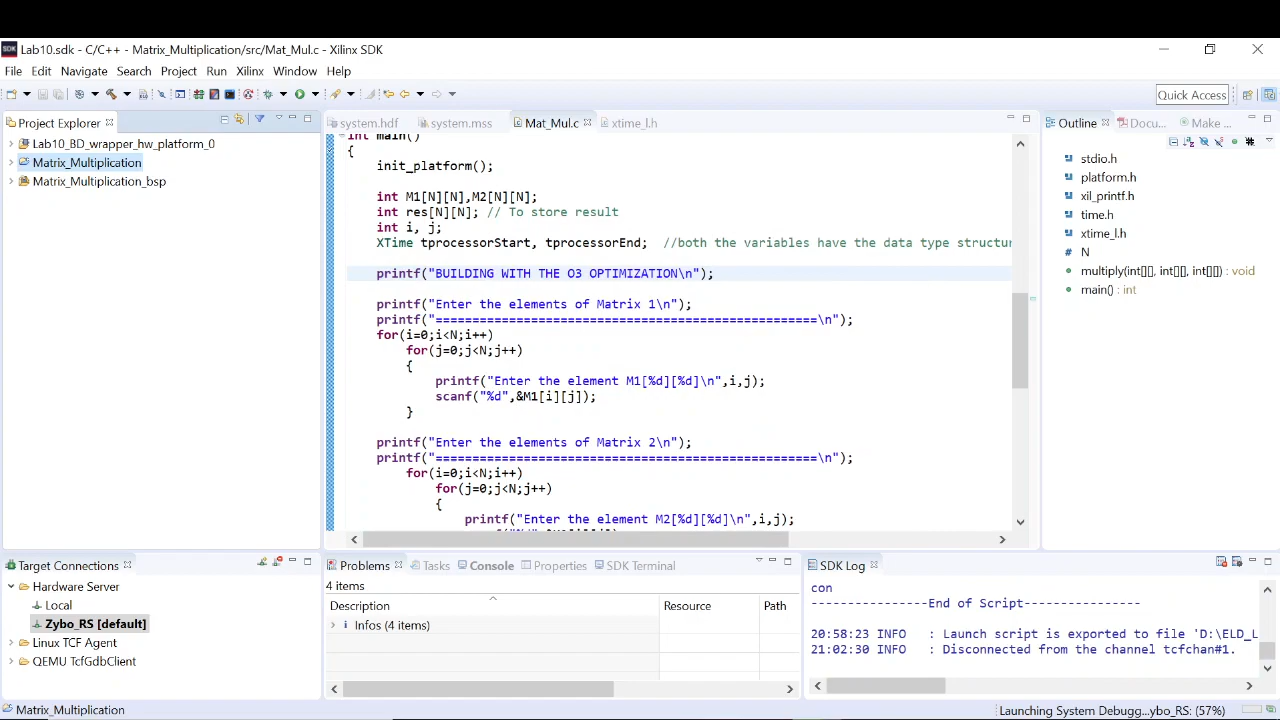 Lab10.sdk - C/C++ - Matrix_Multiplication/src/Mat_Mul.c - Xilinx SDK
File Edit Navigate Search Project Run Xilinx Window Help
Quick Access
Project Explorer
Lab10_BD_wrapper_hw_platform_0
Matrix_Multiplication
Matrix_Multiplication_bsp
system.hdf system.mss Mat_Mul.c xtime_l.h
int main()
{
init_platform();
int M1[N][N],M2[N][N];
int res[N][N]; // To store result
int i, j;
XTime tprocessorStart, tprocessorEnd; //both the variables have the data type structur
printf("BUILDING WITH THE O3 OPTIMIZATION\n");
printf("Enter the elements of Matrix 1\n");
printf("====================================================\n");
for(i=0;i<N;i++)
for(j=0;j<N;j++)
{
printf("Enter the element M1[%d][%d]\n",i,j);
scanf("%d",&M1[i][j]);
}
printf("Enter the elements of Matrix 2\n");
printf("====================================================\n");
for(i=0;i<N;i++)
for(j=0;j<N;j++)
{
printf("Enter the element M2[%d][%d]\n",i,j);
Outline Docu... Make ...
stdio.h
platform.h
xil_printf.h
time.h
xtime_l.h
# N
multiply(int[][], int[][], int[][]) : void
main() : int
Target Connections
Hardware Server
Local
Zybo_RS [default]
Linux TCF Agent
QEMU TcfGdbClient
Problems Tasks Console Properties SDK Terminal
4 items
Description Resource Path
Infos (4 items)
SDK Log
con
----------------End of Script----------------
20:58:23 INFO : Launch script is exported to file 'D:\ELD_L
21:02:30 INFO : Disconnected from the channel tcfchan#1.
Matrix_Multiplication
Launching System Debugg...ybo_RS: (57%)